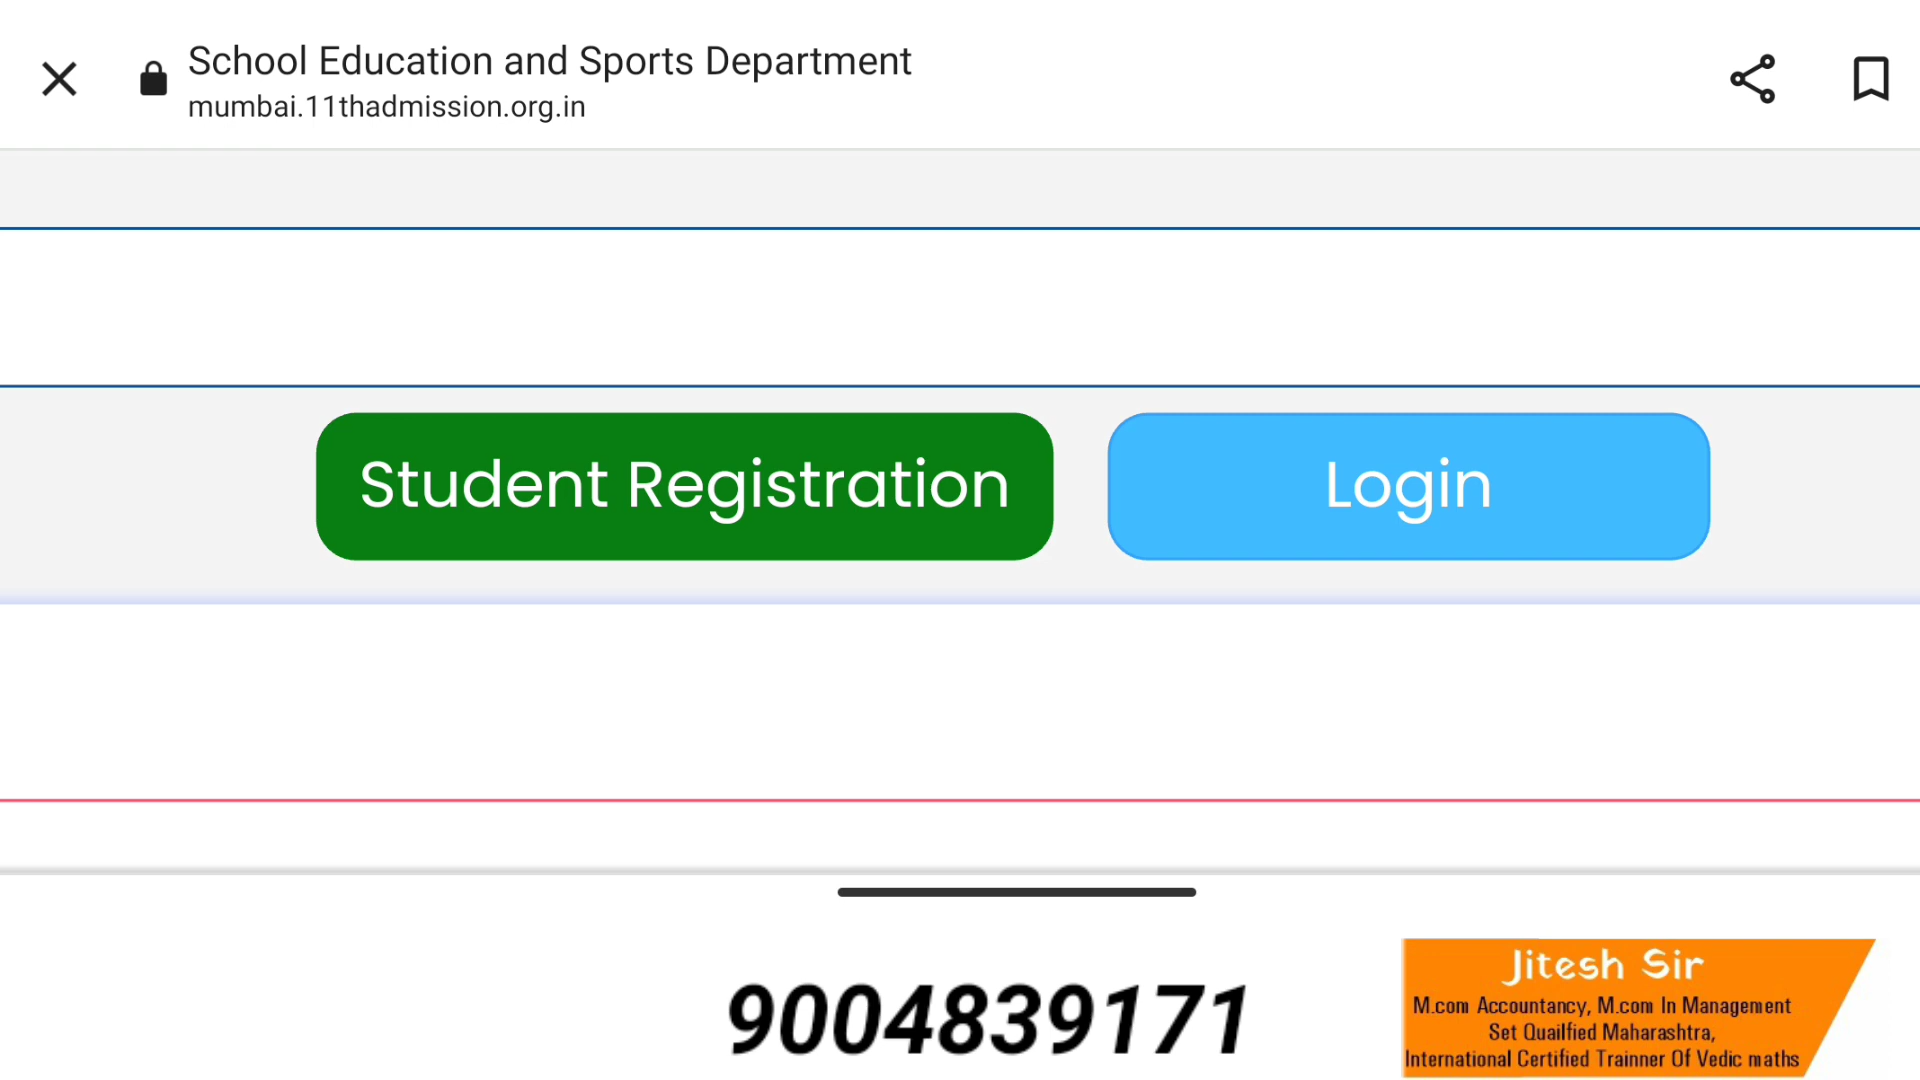 School Education and Sports Department
mumbai.11thadmission.org.in
Student Registration
Login
9004839171
Jitesh Sir
M.com Accountancy, M.com In Management
Set Quailfied Maharashtra,
International Certified Trainner Of Vedic maths